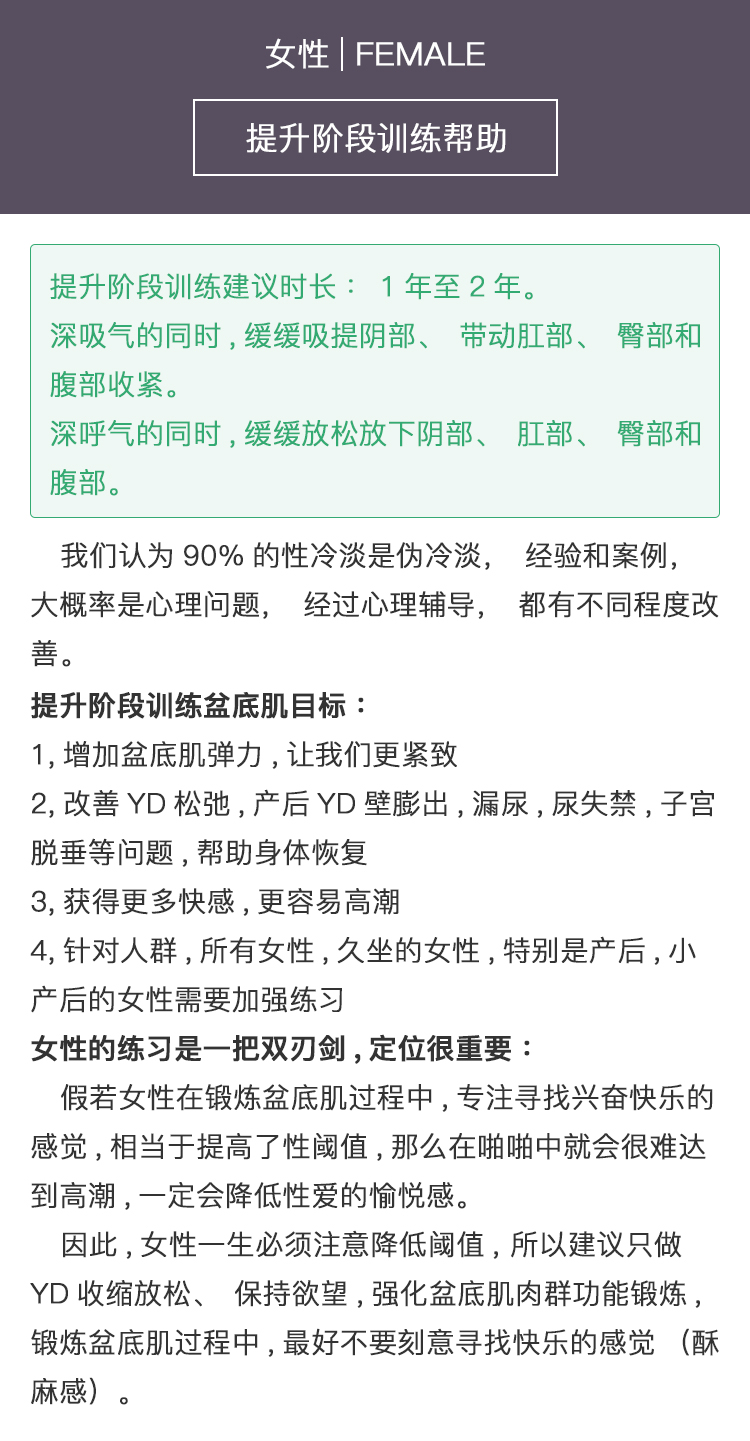 女性|FEMALE
提升阶段训练帮助
提升阶段训练建议时长： 1 年至 2 年。
深吸气的同时，缓缓吸提阴部、 带动肛部、 臀部和
腹部收紧。
深呼气的同时，缓缓放松放下阴部、 肛部、 臀部和
腹部。
我们认为 90% 的性冷淡是伪冷淡， 经验和案例，
大概率是心理问题， 经过心理辅导， 都有不同程度改
善。
提升阶段训练盆底肌目标：
1, 增加盆底肌弹力，让我们更紧致
2, 改善 YD 松弛，产后 YD 壁膨出，漏尿，尿失禁，子宫
脱垂等问题，帮助身体恢复
3, 获得更多快感，更容易高潮
4, 针对人群，所有女性，久坐的女性，特别是产后，小
产后的女性需要加强练习
女性的练习是一把双刃剑，定位很重要：
假若女性在锻炼盆底肌过程中，专注寻找兴奋快乐的
感觉，相当于提高了性阈值，那么在啪啪中就会很难达
到高潮，一定会降低性爱的愉悦感。
因此，女性一生必须注意降低阈值，所以建议只做
YD 收缩放松、 保持欲望，强化盆底肌肉群功能锻炼，
锻炼盆底肌过程中，最好不要刻意寻找快乐的感觉（酥
麻感）。